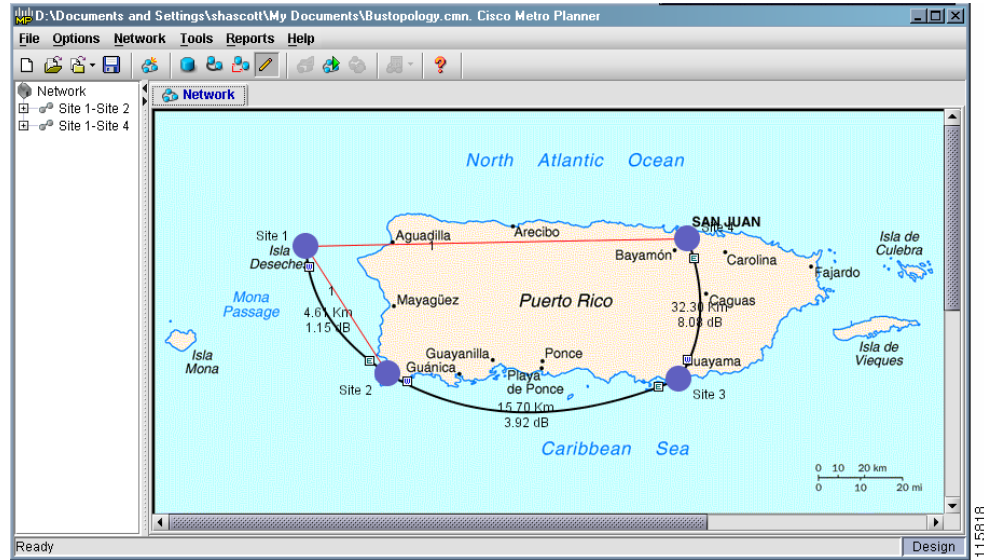 D:\Documents and Settings\shascott\My Documents\Bustopology.cmn. Cisco Metro Planner
File Options Network Tools Reports Help
Network
Site 1-Site 2
Site 1-Site 4
Network
North Atlantic Ocean
SAN JUAN
Site 4
Site 1
Isla
Deseche
Aguadilla
1
Arecibo
Bayamón
E
Carolina
Isla de
Culebra
W
Fajardo
Mona
Passage
1
4.61 Km
1.15 dB
Mayagüez
Puerto Rico
Caguas
32.30 Km
8.08 dB
Isla
Mona
E
Guayanilla
Ponce
W
uayama
Isla de
Vieques
Guánica
Playa
de Ponce
Site 2
W
E
Site 3
15.70 Km
3.92 dB
Caribbean Sea
0 10 20 km
0 10 20 mi
Ready
Design
115818